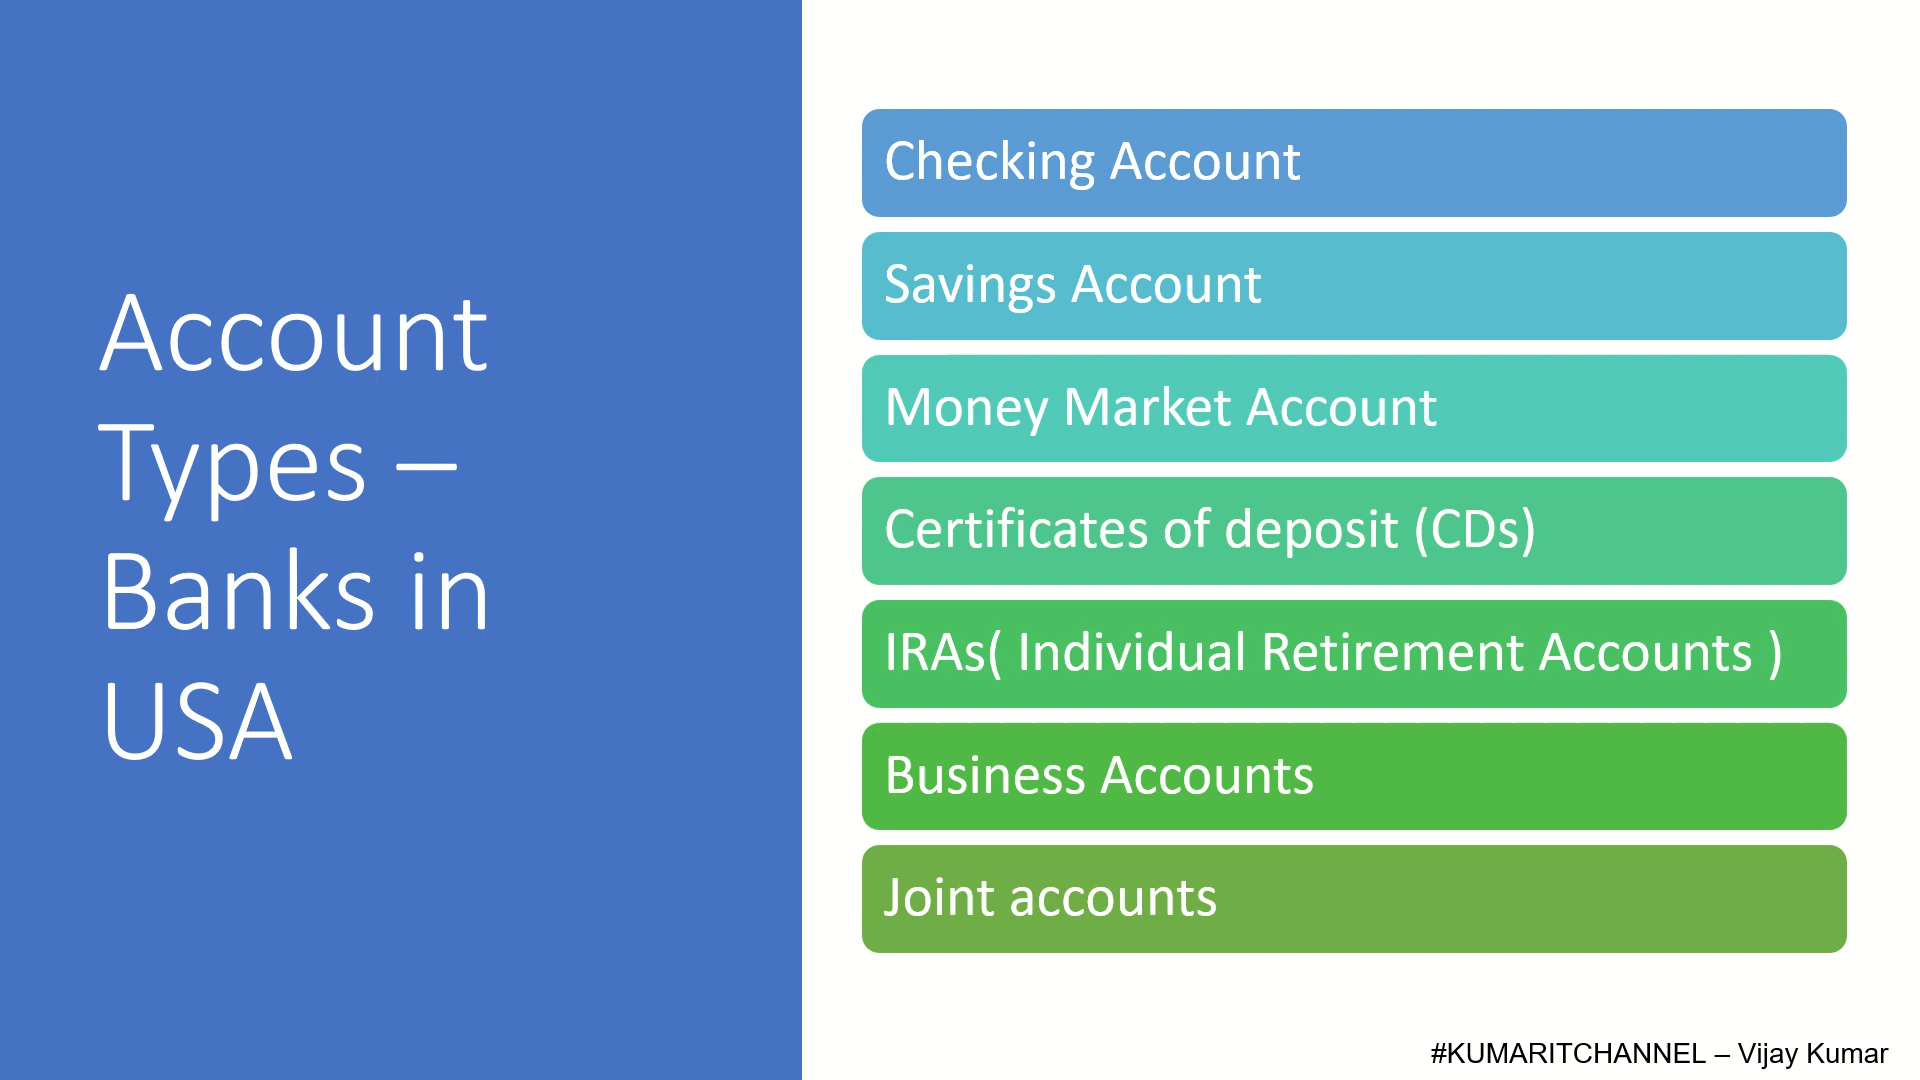 Account
Types –
Banks in
USA
Checking Account
Savings Account
Money Market Account
Certificates of deposit (CDs)
IRAs( Individual Retirement Accounts )
Business Accounts
Joint accounts
#KUMARITCHANNEL – Vijay Kumar